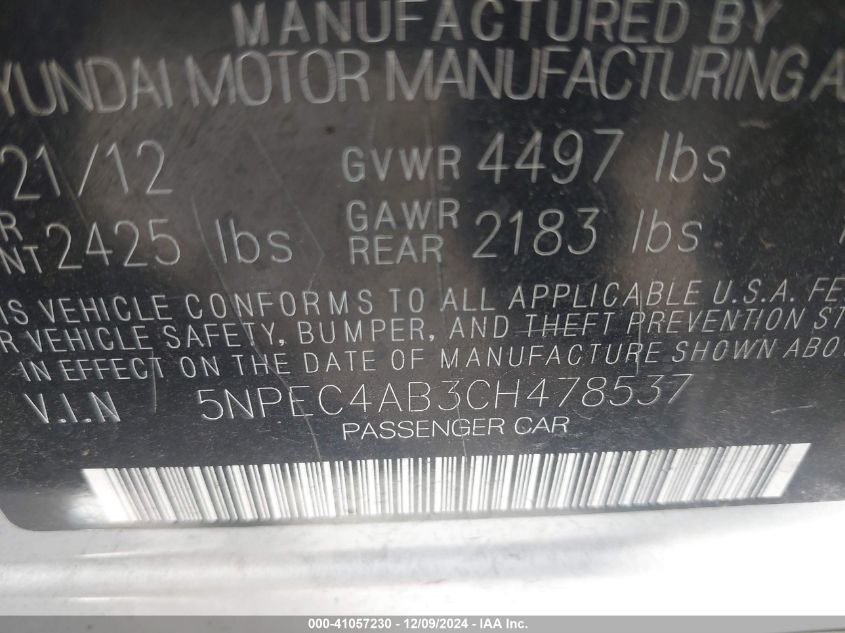 MANUFACTURED BY
YUNDAI MOTOR MANUFACTURING A
21/12 GVWR 4497 lbs
R
NT 2425 lbs GAWR REAR 2183 lbs
IS VEHICLE CONFORMS TO ALL APPLICABLE U.S.A. FE
R VEHICLE SAFETY, BUMPER, AND THEFT PREVENTION ST
IN EFFECT ON THE DATE OF MANUFACTURE SHOWN ABO
V.I.N 5NPEC4AB3CH478537
PASSENGER CAR
000-41057230 - 12/09/2024 - IAA Inc.